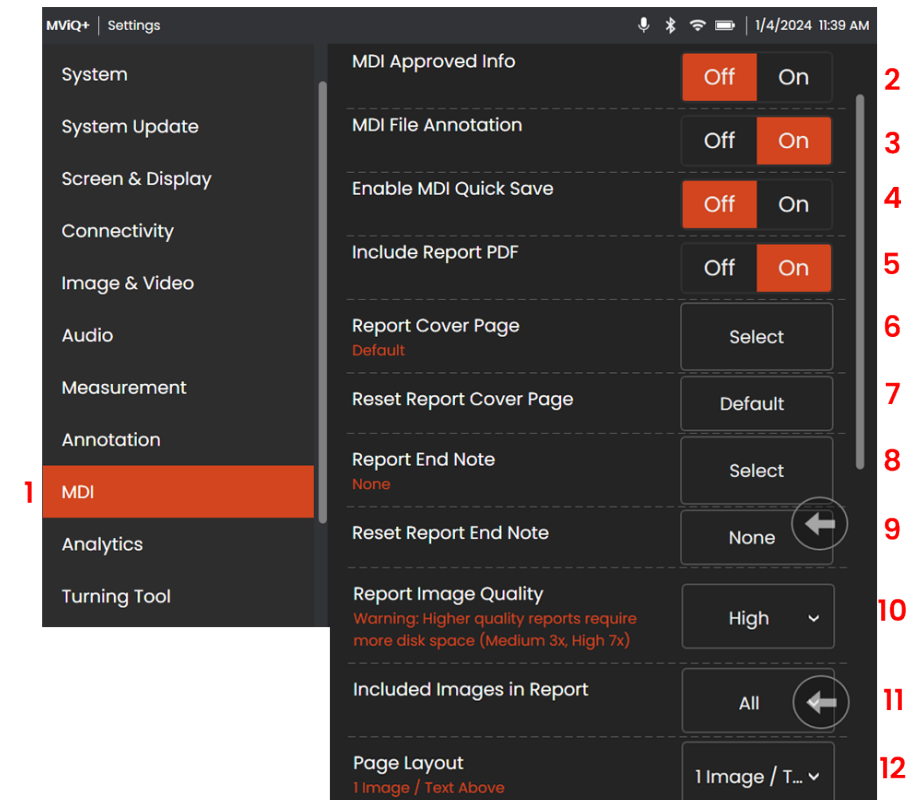 MViQ+ | Settings
1/4/2024 11:39 AM
System
System Update
Screen & Display
Connectivity
Image & Video
Audio
Measurement
Annotation
1
MDI
Analytics
Turning Tool
MDI Approved Info
Off On
2
MDI File Annotation
Off On
3
Enable MDI Quick Save
Off On
4
Include Report PDF
Off On
5
Report Cover Page
Default
Select
6
Reset Report Cover Page
Default
7
Report End Note
None
Select
8
Reset Report End Note
None
9
Report Image Quality
Warning: Higher quality reports require
more disk space (Medium 3x, High 7x)
High
10
Included Images in Report
All
11
Page Layout
1 Image / Text Above
1 Image / T...
12